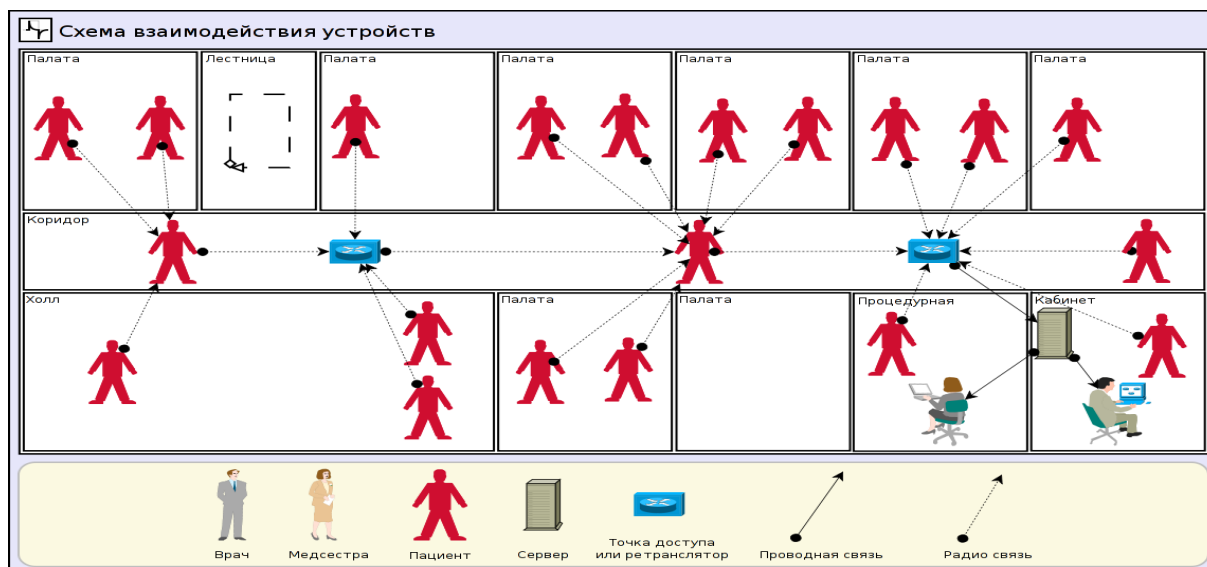 Схема взаимодействия устройств
Палата
Лестница
Палата
Палата
Палата
Палата
Палата
Коридор
Холл
Палата
Палата
Процедурная
Кабинет
Врач
Медсестра
Пациент
Сервер
Точка доступа
или ретранслятор
Проводная связь
Радио связь